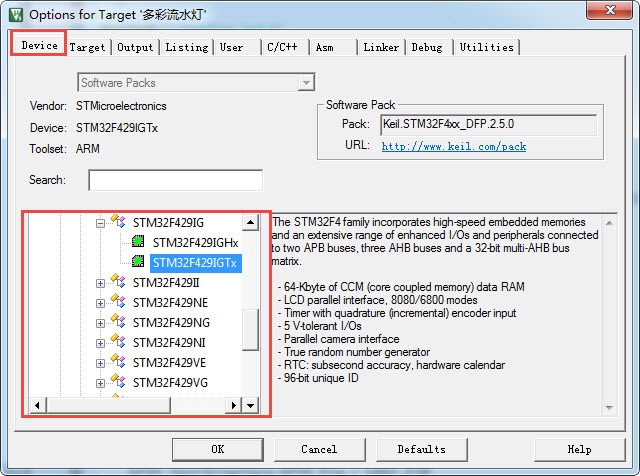 Options for Target '多彩流水灯'
Device Target Output Listing User C/C++ Asm Linker Debug Utilities
Software Packs
Vendor: STMicroelectronics
Device: STM32F429IGTx
Toolset: ARM
Search:
Software Pack
Pack: Keil.STM32F4xx_DFP.2.5.0
URL: http://www.keil.com/pack
STM32F429IG
STM32F429IGHx
STM32F429IGTx
STM32F429II
STM32F429NE
STM32F429NG
STM32F429NI
STM32F429VE
STM32F429VG
The STM32F4 family incorporates high-speed embedded memories
and an extensive range of enhanced I/Os and peripherals connected
to two APB buses, three AHB buses and a 32-bit multi-AHB bus
matrix.
- 64-Kbyte of CCM (core coupled memory) data RAM
- LCD parallel interface, 8080/6800 modes
- Timer with quadrature (incremental) encoder input
- 5 V-tolerant I/Os
- Parallel camera interface
- True random number generator
- RTC: subsecond accuracy, hardware calendar
- 96-bit unique ID
OK Cancel Defaults Help